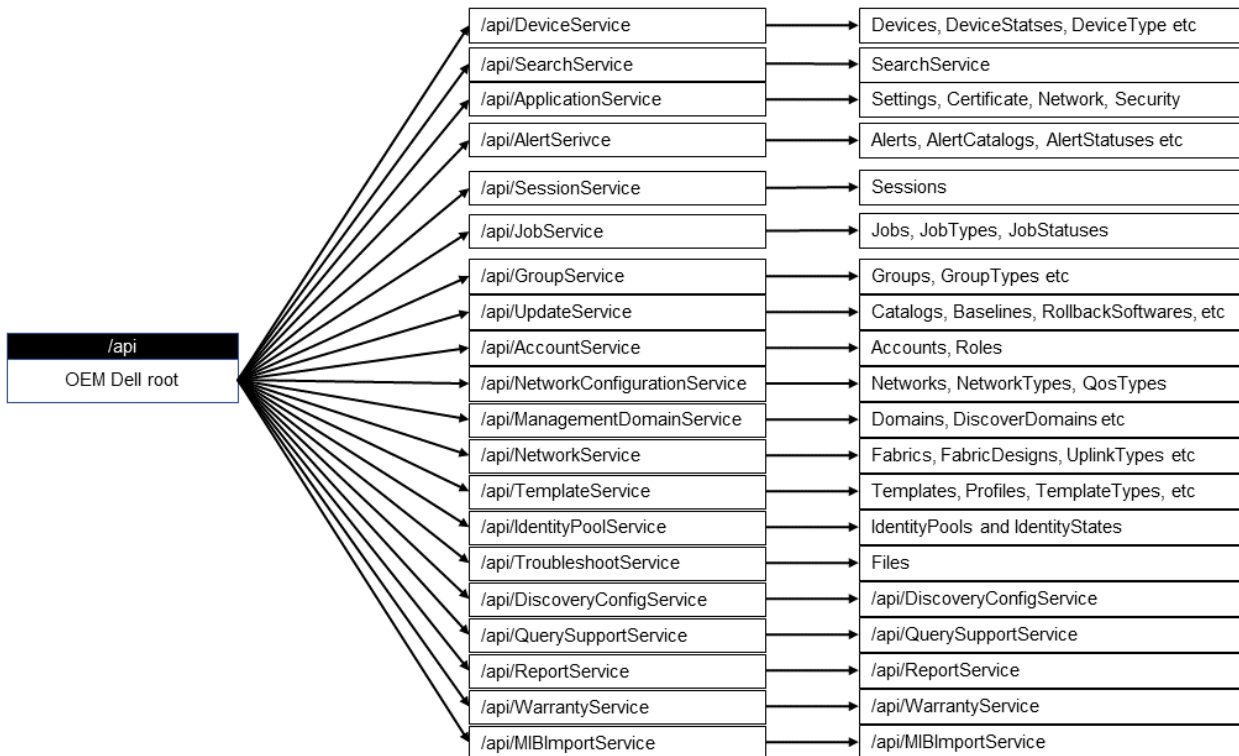 /api/DeviceService
Devices, DeviceStatses, DeviceType etc
/api/SearchService
SearchService
/api/ApplicationService
Settings, Certificate, Network, Security
/api/AlertSerivce
Alerts, AlertCatalogs, AlertStatuses etc
/api/SessionService
Sessions
/api/JobService
Jobs, JobTypes, JobStatuses
/api/GroupService
Groups, GroupTypes etc
/api/UpdateService
Catalogs, Baselines, RollbackSoftwares, etc
/api
OEM Dell root
/api/AccountService
Accounts, Roles
/api/NetworkConfigurationService
Networks, NetworkTypes, QosTypes
/api/ManagementDomainService
Domains, DiscoverDomains etc
/api/NetworkService
Fabrics, FabricDesigns, UplinkTypes etc
/api/TemplateService
Templates, Profiles, TemplateTypes, etc
/api/IdentityPoolService
IdentityPools and IdentityStates
/api/TroubleshootService
Files
/api/DiscoveryConfigService
/api/DiscoveryConfigService
/api/QuerySupportService
/api/QuerySupportService
/api/ReportService
/api/ReportService
/api/WarrantyService
/api/WarrantyService
/api/MIBImportService
/api/MIBImportService